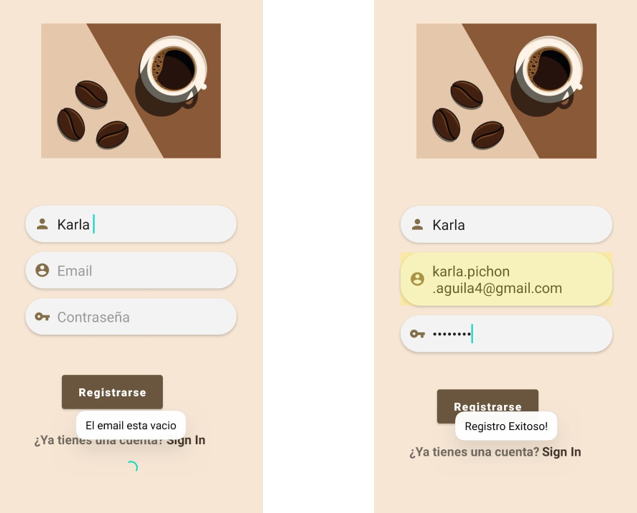 Karla
Email
Contraseña
Registrarse
El email esta vacio
¿Ya tienes una cuenta? Sign In
Karla
karla.pichon
.aguila4@gmail.com
••••••••
Registrarse
Registro Exitoso!
¿Ya tienes una cuenta? Sign In